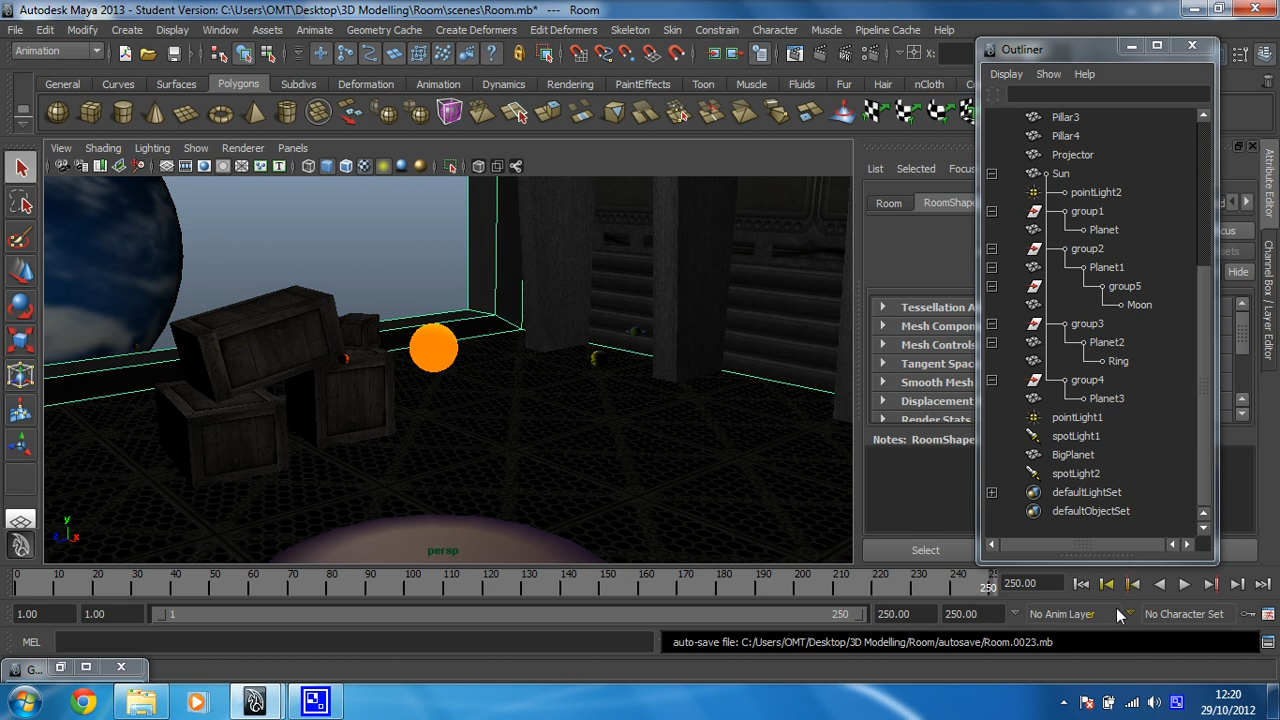 Autodesk Maya 2013 - Student Version: C:\Users\OMT\Desktop\3D Modelling\Room\scenes\Room.mb* --- Room
File Edit Modify Create Display Window Assets Animate Geometry Cache Create Deformers Edit Deformers Skeleton Skin Constrain Character Muscle Pipeline Cache Help
Animation
General Curves Surfaces Polygons Subdivs Deformation Animation Dynamics Rendering PaintEffects Toon Muscle Fluids Fur Hair nCloth
View Shading Lighting Show Renderer Panels
List Selected Focus
Room RoomShape
Hide
Tessellation A
Mesh Compon
Mesh Controls
Tangent Spac
Smooth Mesh
Displacement
Render Stats
Notes: RoomShape
Select
Attribute Editor
Channel Box / Layer Editor
Outliner
Display Show Help
Pillar3
Pillar4
Projector
Sun
pointLight2
group1
Planet
group2
Planet1
group5
Moon
group3
Planet2
Ring
group4
Planet3
pointLight1
spotLight1
BigPlanet
spotLight2
defaultLightSet
defaultObjectSet
persp
y
z x
0 10 20 30 40 50 60 70 80 90 100 110 120 130 140 150 160 170 180 190 200 210 220 230 240 250 250.00
1.00 1.00 1 250 250.00 250.00 No Anim Layer No Character Set
MEL auto-save file: C:/Users/OMT/Desktop/3D Modelling/Room/autosave/Room.0023.mb
G...
12:20
29/10/2012